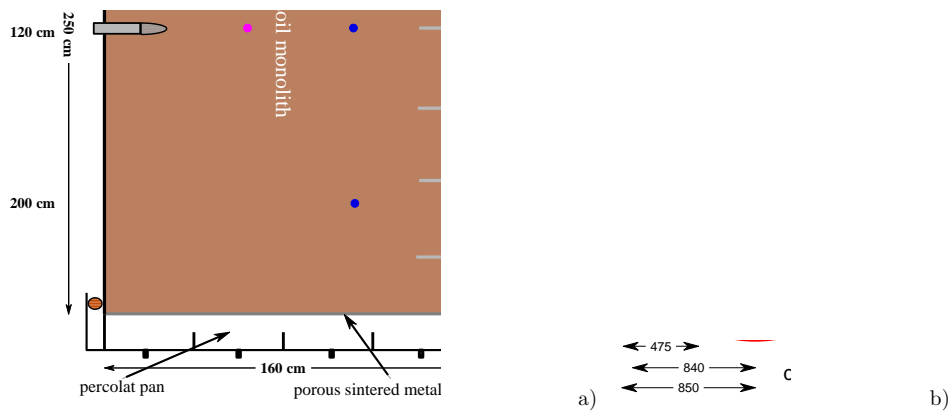 120 cm
250 cm
oil monolith
200 cm
160 cm
percolat pan
porous sintered metal
a)
475
840
850
b)